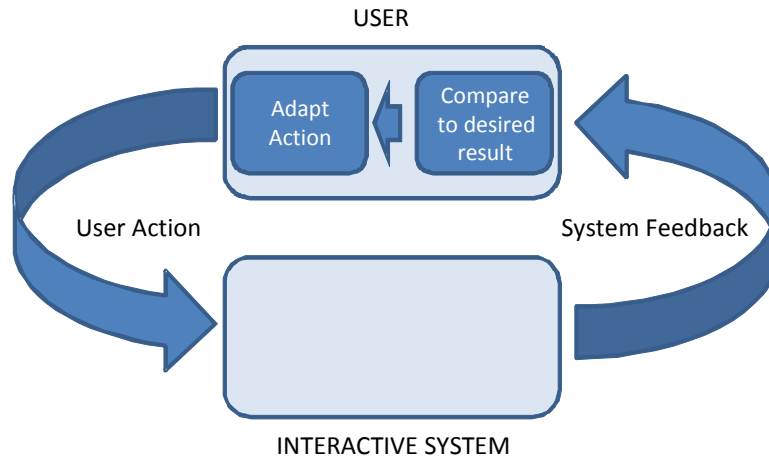 USER
Adapt
Action
Compare
to desired
result
User Action
System Feedback
INTERACTIVE SYSTEM